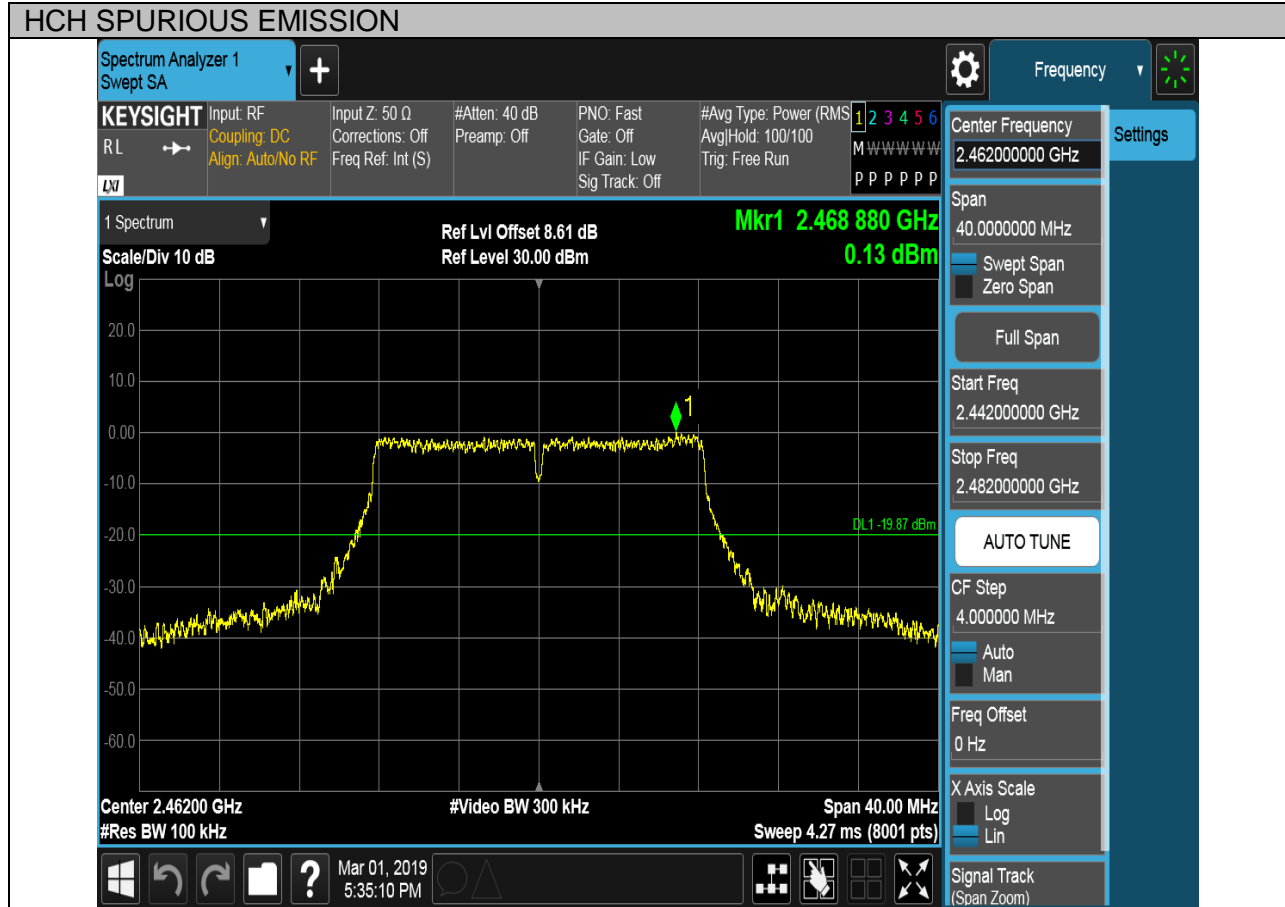 HCH SPURIOUS EMISSION
Spectrum Analyzer 1
Swept SA
+
Frequency
KEYSIGHT
RL
LXI
Input: RF
Coupling: DC
Align: Auto/No RF
Input Z: 50 Ω
Corrections: Off
Freq Ref: Int (S)
#Atten: 40 dB
Preamp: Off
PNO: Fast
Gate: Off
IF Gain: Low
Sig Track: Off
#Avg Type: Power (RMS
Avg|Hold: 100/100
Trig: Free Run
1 2 3 4 5 6
M W W W W W
P P P P P P
Center Frequency
2.462000000 GHz
Settings
Span
40.0000000 MHz
Swept Span
Zero Span
Full Span
Start Freq
2.442000000 GHz
Stop Freq
2.482000000 GHz
AUTO TUNE
CF Step
4.000000 MHz
Auto
Man
Freq Offset
0 Hz
X Axis Scale
Log
Lin
Signal Track
(Span Zoom)
1 Spectrum
Scale/Div 10 dB
Log
Ref Lvl Offset 8.61 dB
Ref Level 30.00 dBm
Mkr1 2.468 880 GHz
0.13 dBm
20.0
10.0
0.00
-10.0
-20.0
-30.0
-40.0
-50.0
-60.0
1
DL1 -19.87 dBm
Center 2.46200 GHz
#Res BW 100 kHz
#Video BW 300 kHz
Span 40.00 MHz
Sweep 4.27 ms (8001 pts)
?
Mar 01, 2019
5:35:10 PM